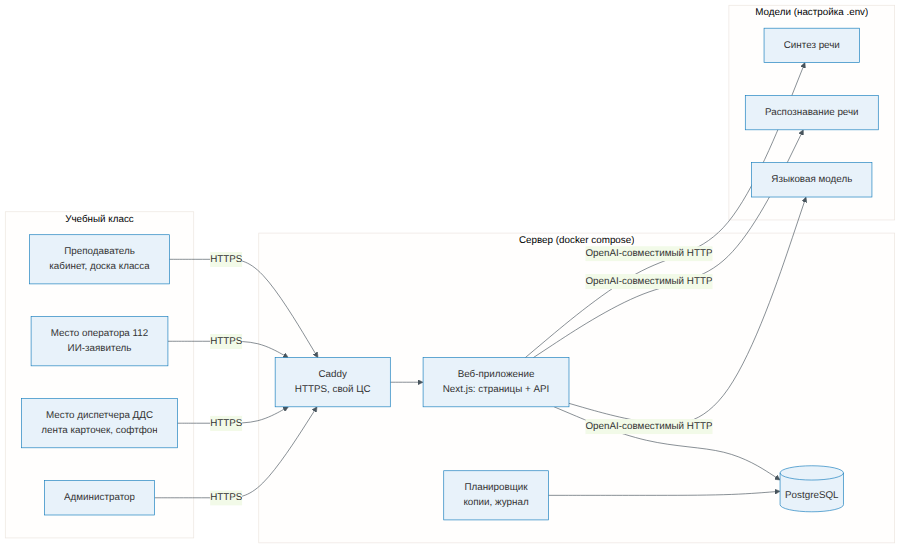 Модели (настройка .env)
Синтез речи
Распознавание речи
Языковая модель
Учебный класс
Преподаватель
кабинет, доска класса
Место оператора 112
ИИ-заявитель
Место диспетчера ДДС
лента карточек, софтфон
Администратор
HTTPS
HTTPS
HTTPS
HTTPS
Сервер (docker compose)
OpenAI-совместимый HTTP
OpenAI-совместимый HTTP
Caddy
HTTPS, свой ЦС
Веб-приложение
Next.js: страницы + API
OpenAI-совместимый HTTP
Планировщик
копии, журнал
PostgreSQL